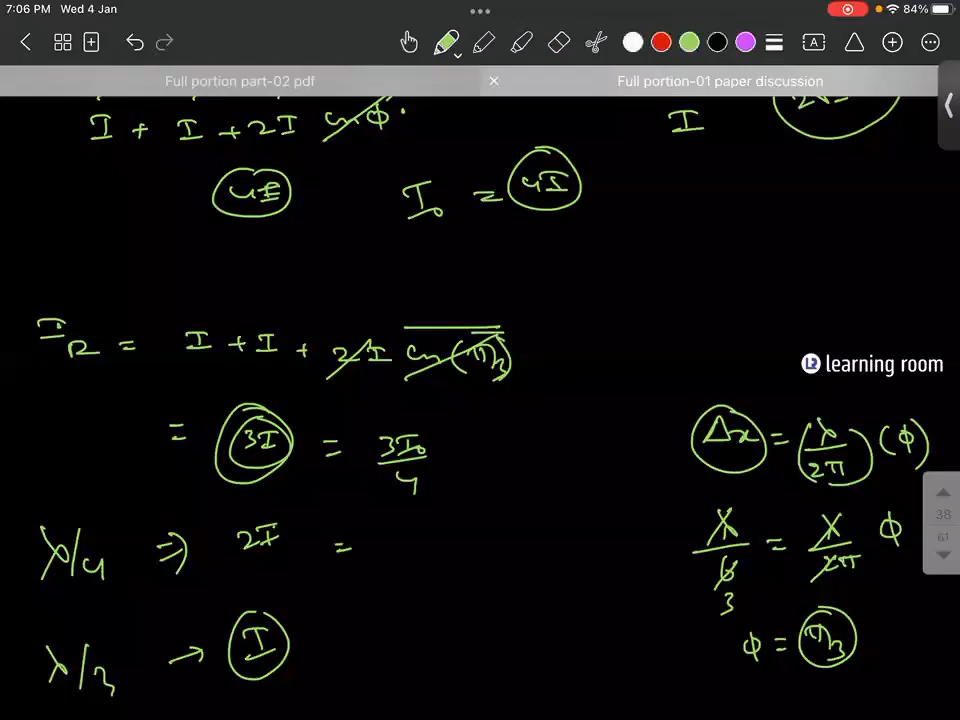 7:06 PM Wed 4 Jan
84%
Full portion part-02 pdf
Full portion-01 paper discussion
I + I + 2I cos φ
I
4I
I₀ = 4I
I_R = I + I + 2I cos(π/3)
learning room
= 3I = 3I₀/4
Δx = (λ/2π)(φ)
λ/4 ⇒ 2I =
λ/6 = λ/2π φ
3
λ/3 → I
φ = π/3
38
61